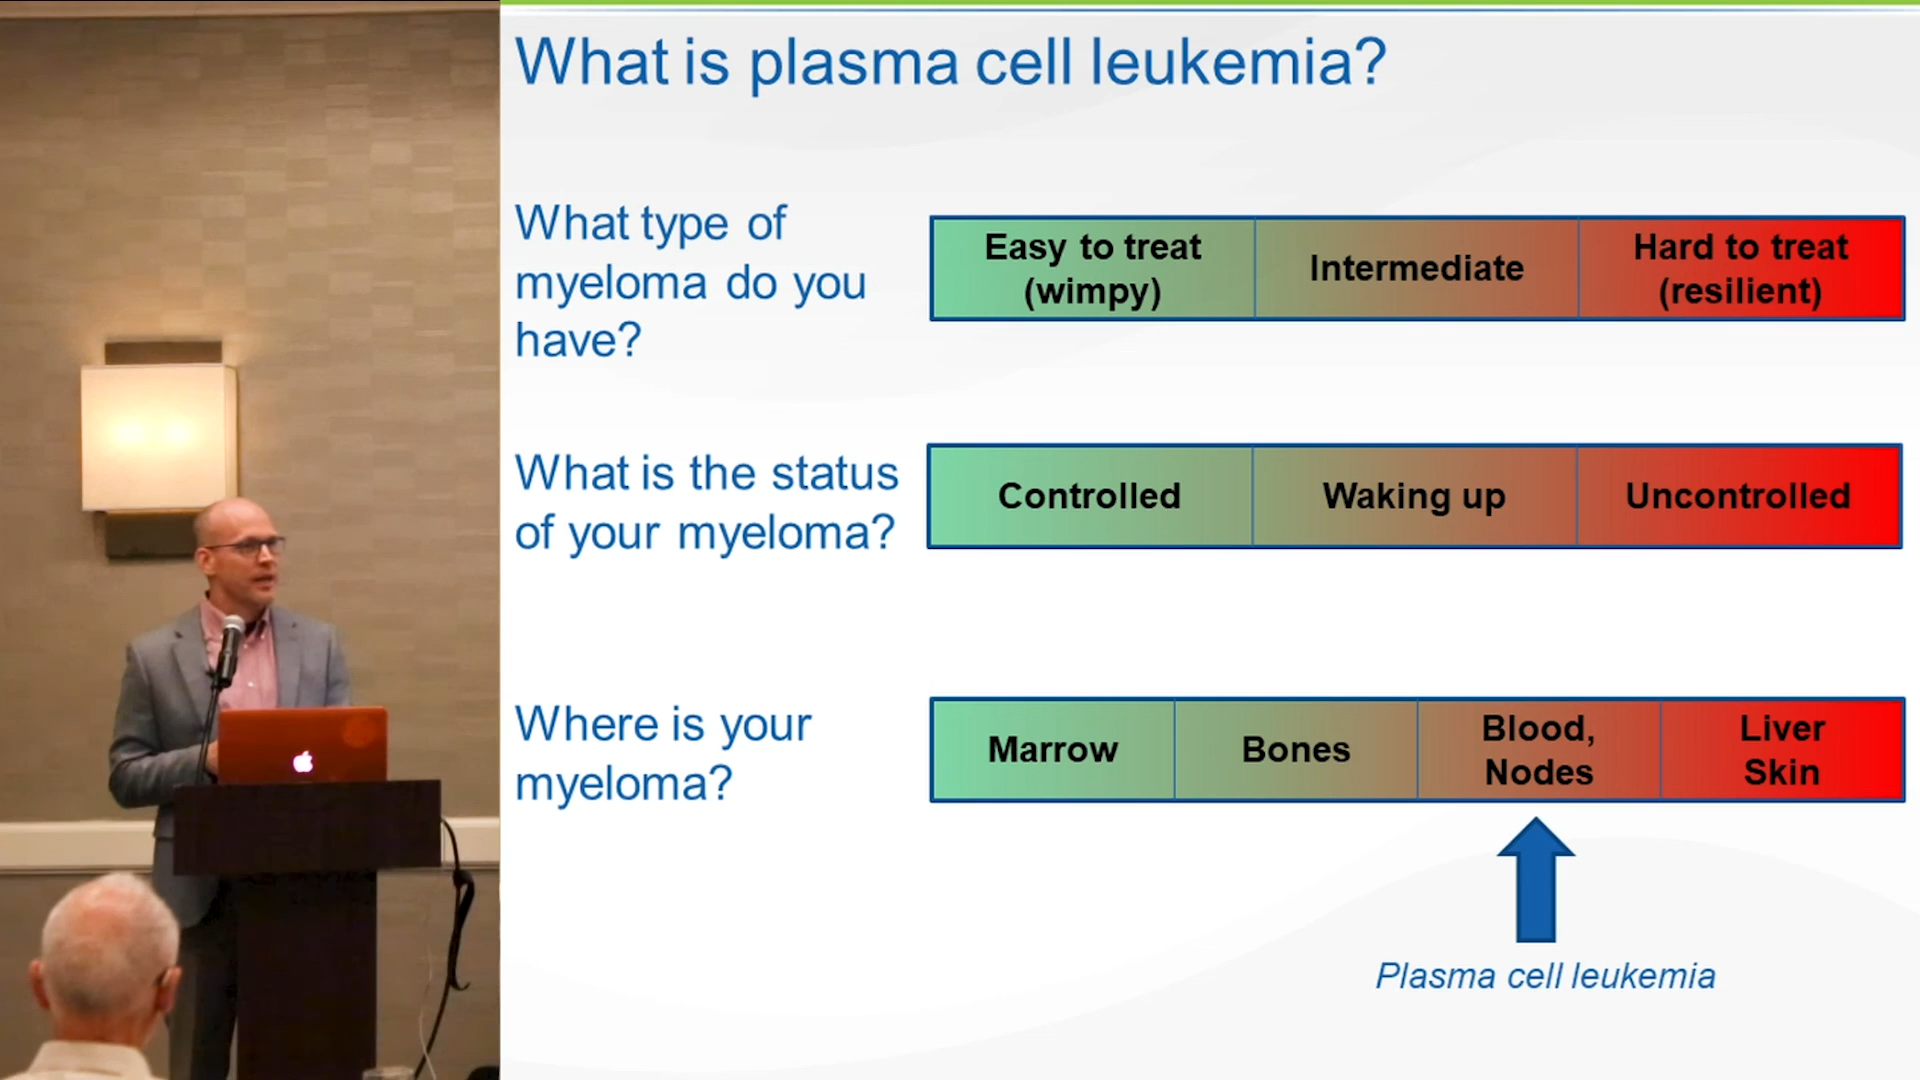 What is plasma cell leukemia?
What type of
myeloma do you
have?
Easy to treat
(wimpy)
Intermediate
Hard to treat
(resilient)
What is the status
of your myeloma?
Controlled
Waking up
Uncontrolled
Where is your
myeloma?
Marrow
Bones
Blood,
Nodes
Liver
Skin
Plasma cell leukemia